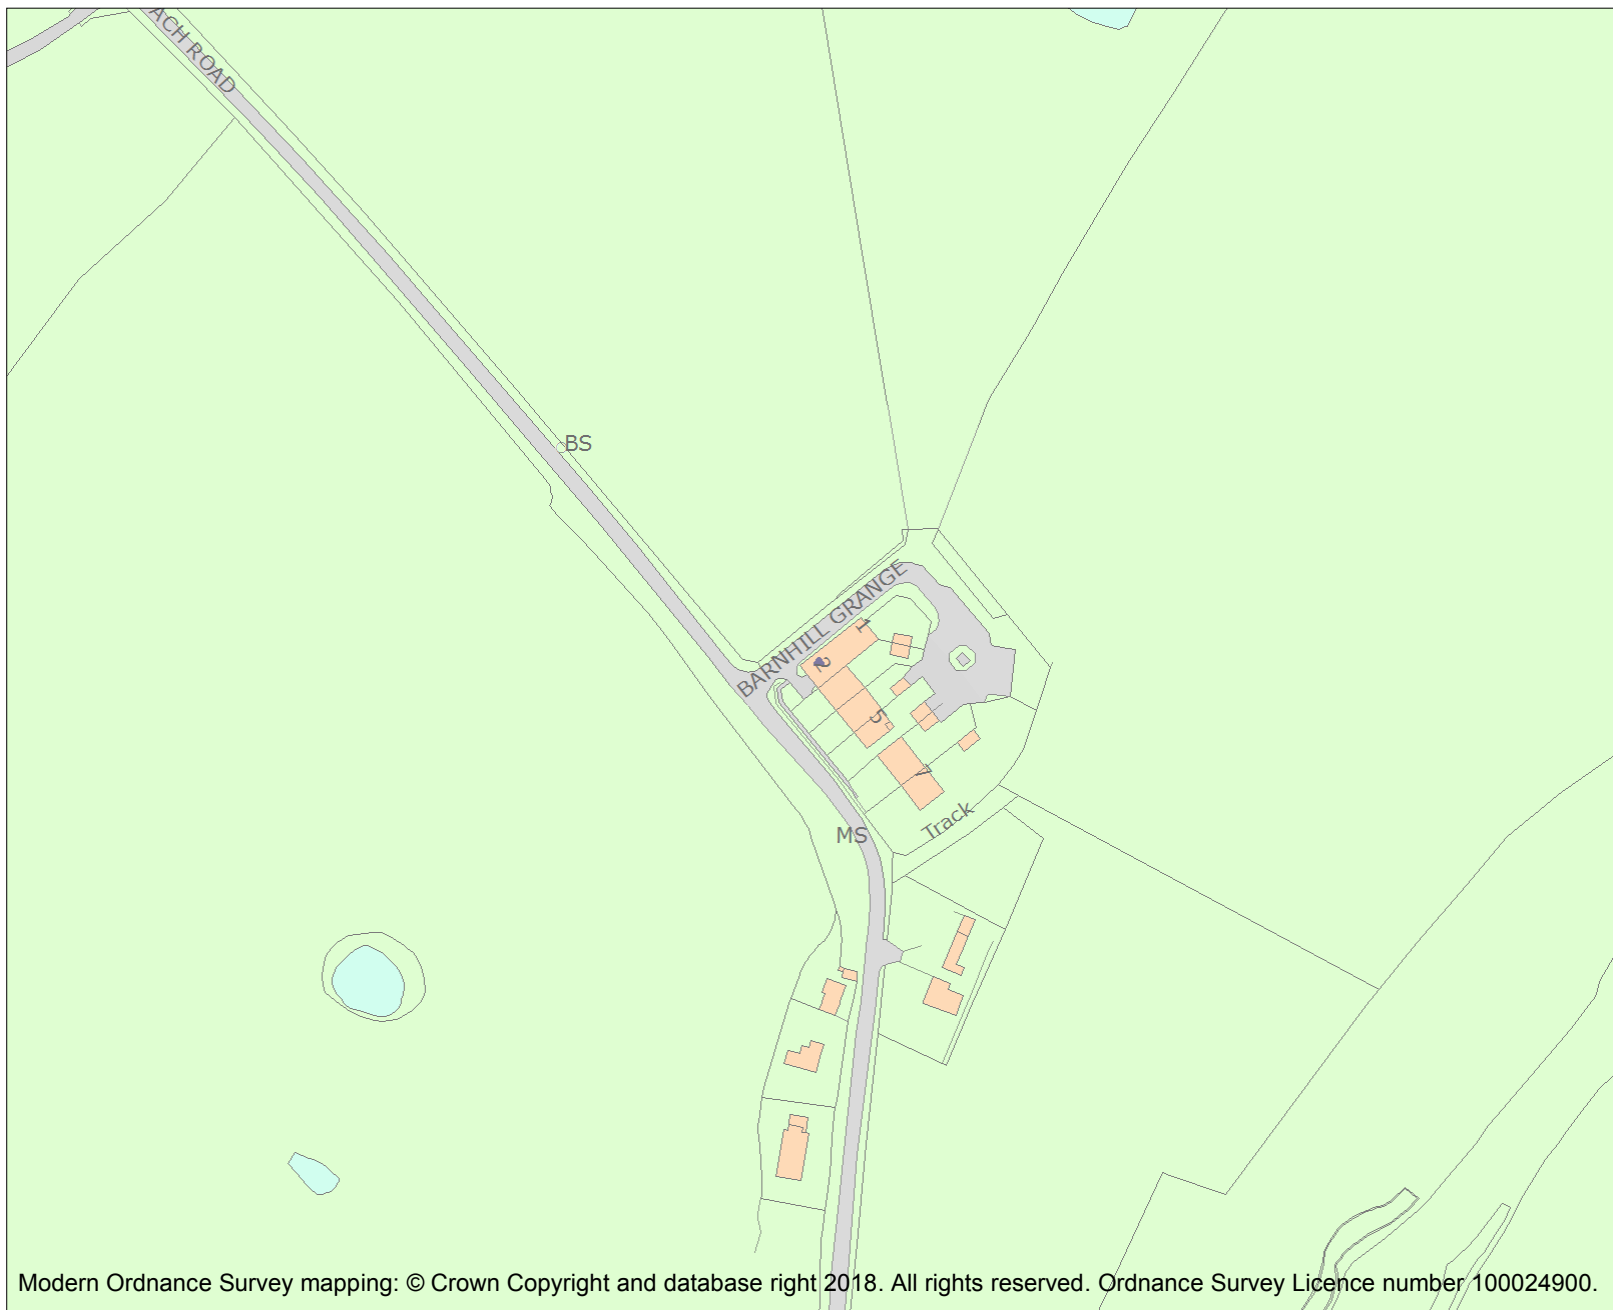 ACH ROAD
BS
BARNHILL GRANGE
1
2
5
7
Track
MS
Modern Ordnance Survey mapping: © Crown Copyright and database right 2018. All rights reserved. Ordnance Survey Licence number 100024900.